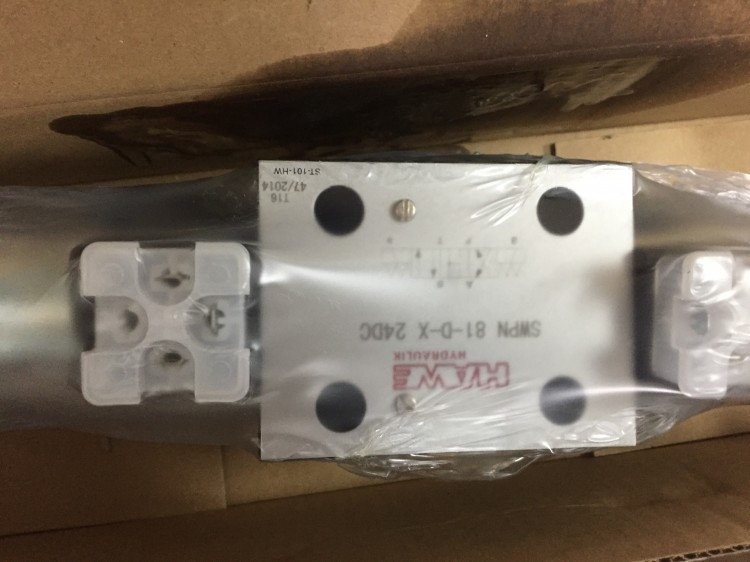 HAWE
HYDRAULIK
SWPN 81-D-X 24DC
T16
47/2014
ST-101-HW